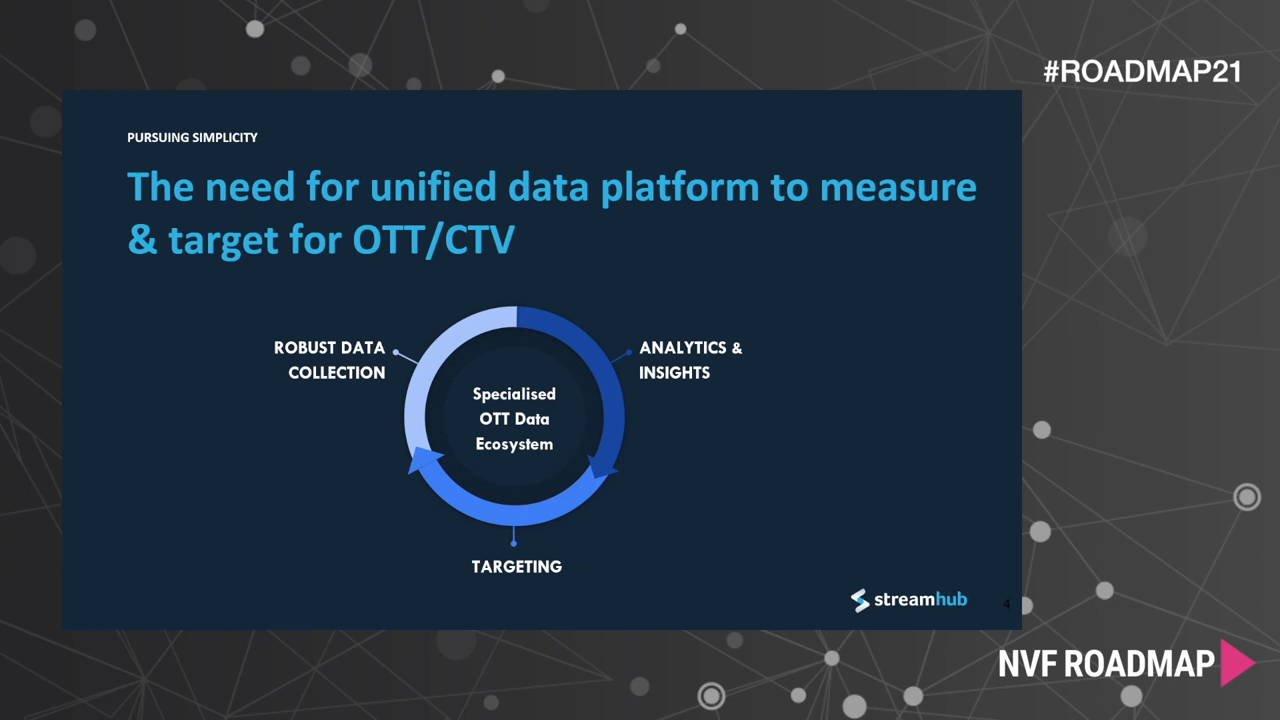 #ROADMAP21
PURSUING SIMPLICITY
The need for unified data platform to measure
& target for OTT/CTV
ROBUST DATA
COLLECTION
ANALYTICS &
INSIGHTS
Specialised
OTT Data
Ecosystem
TARGETING
streamhub
4
NVF ROADMAP